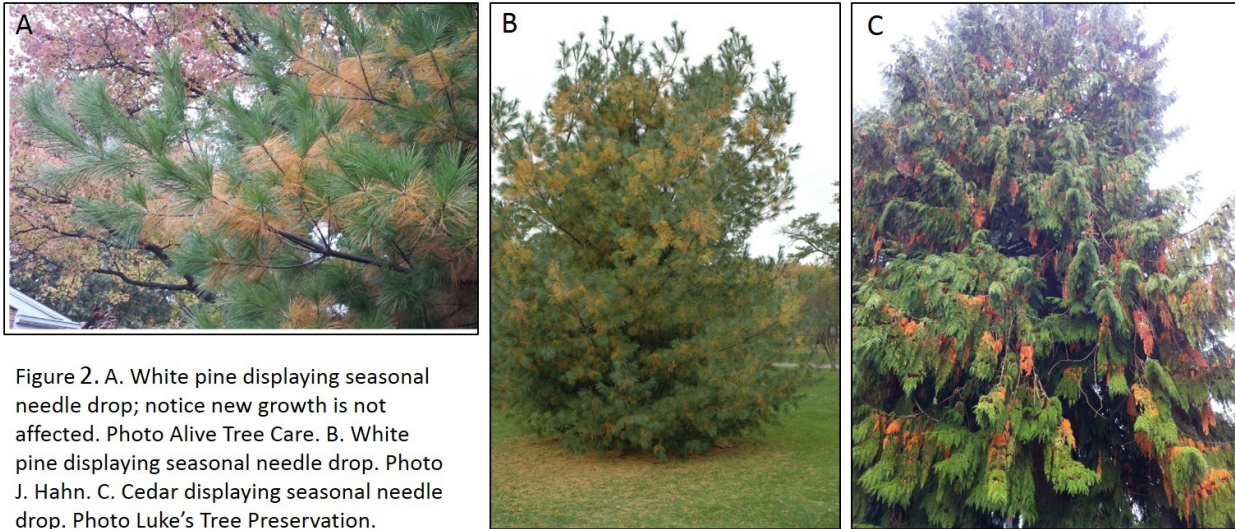 A
B
C
Figure 2. A. White pine displaying seasonal
needle drop; notice new growth is not
affected. Photo Alive Tree Care. B. White
pine displaying seasonal needle drop. Photo
J. Hahn. C. Cedar displaying seasonal needle
drop. Photo Luke’s Tree Preservation.